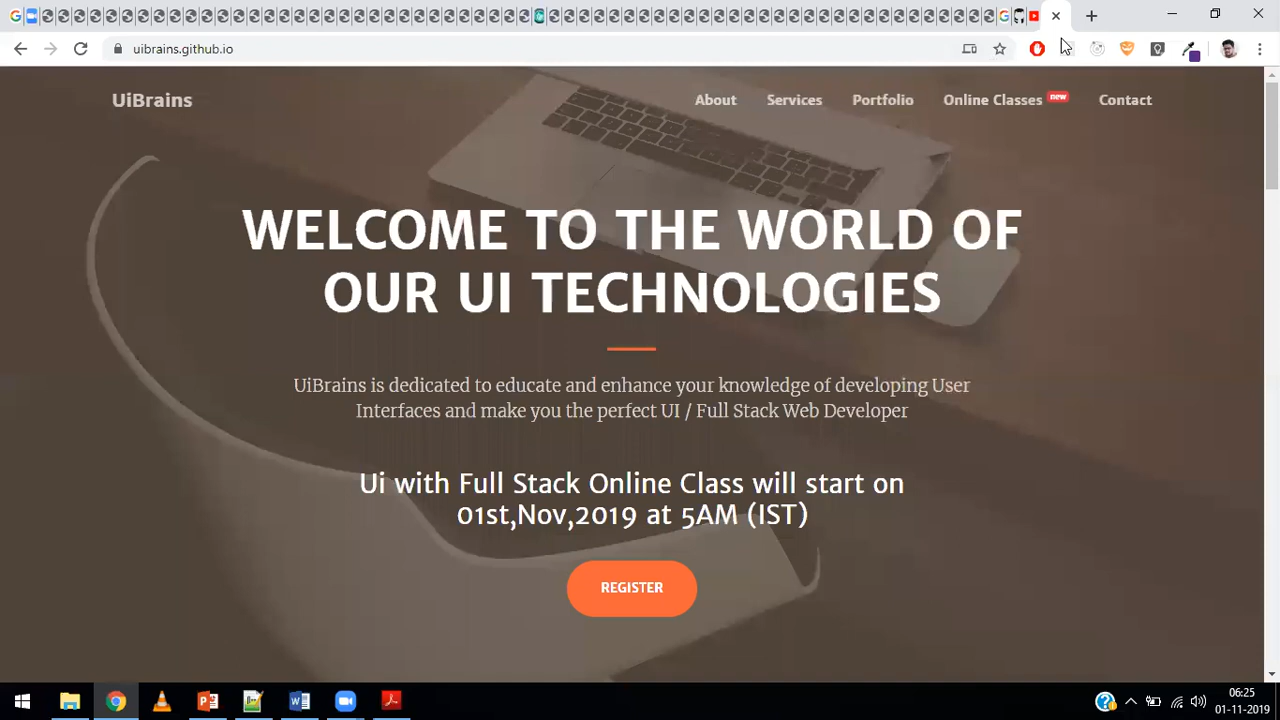 uibrains.github.io
UiBrains
About
Services
Portfolio
Online Classes
new
Contact
WELCOME TO THE WORLD OF
OUR UI TECHNOLOGIES
UiBrains is dedicated to educate and enhance your knowledge of developing User
Interfaces and make you the perfect UI / Full Stack Web Developer
Ui with Full Stack Online Class will start on
01st,Nov,2019 at 5AM (IST)
REGISTER
06:25
01-11-2019